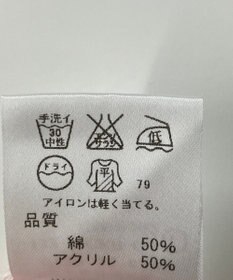 手洗イ
30
中性
エンソサラシ
低
ドライ
平
79
アイロンは軽く当てる。
品質
綿 50%
アクリル 50%